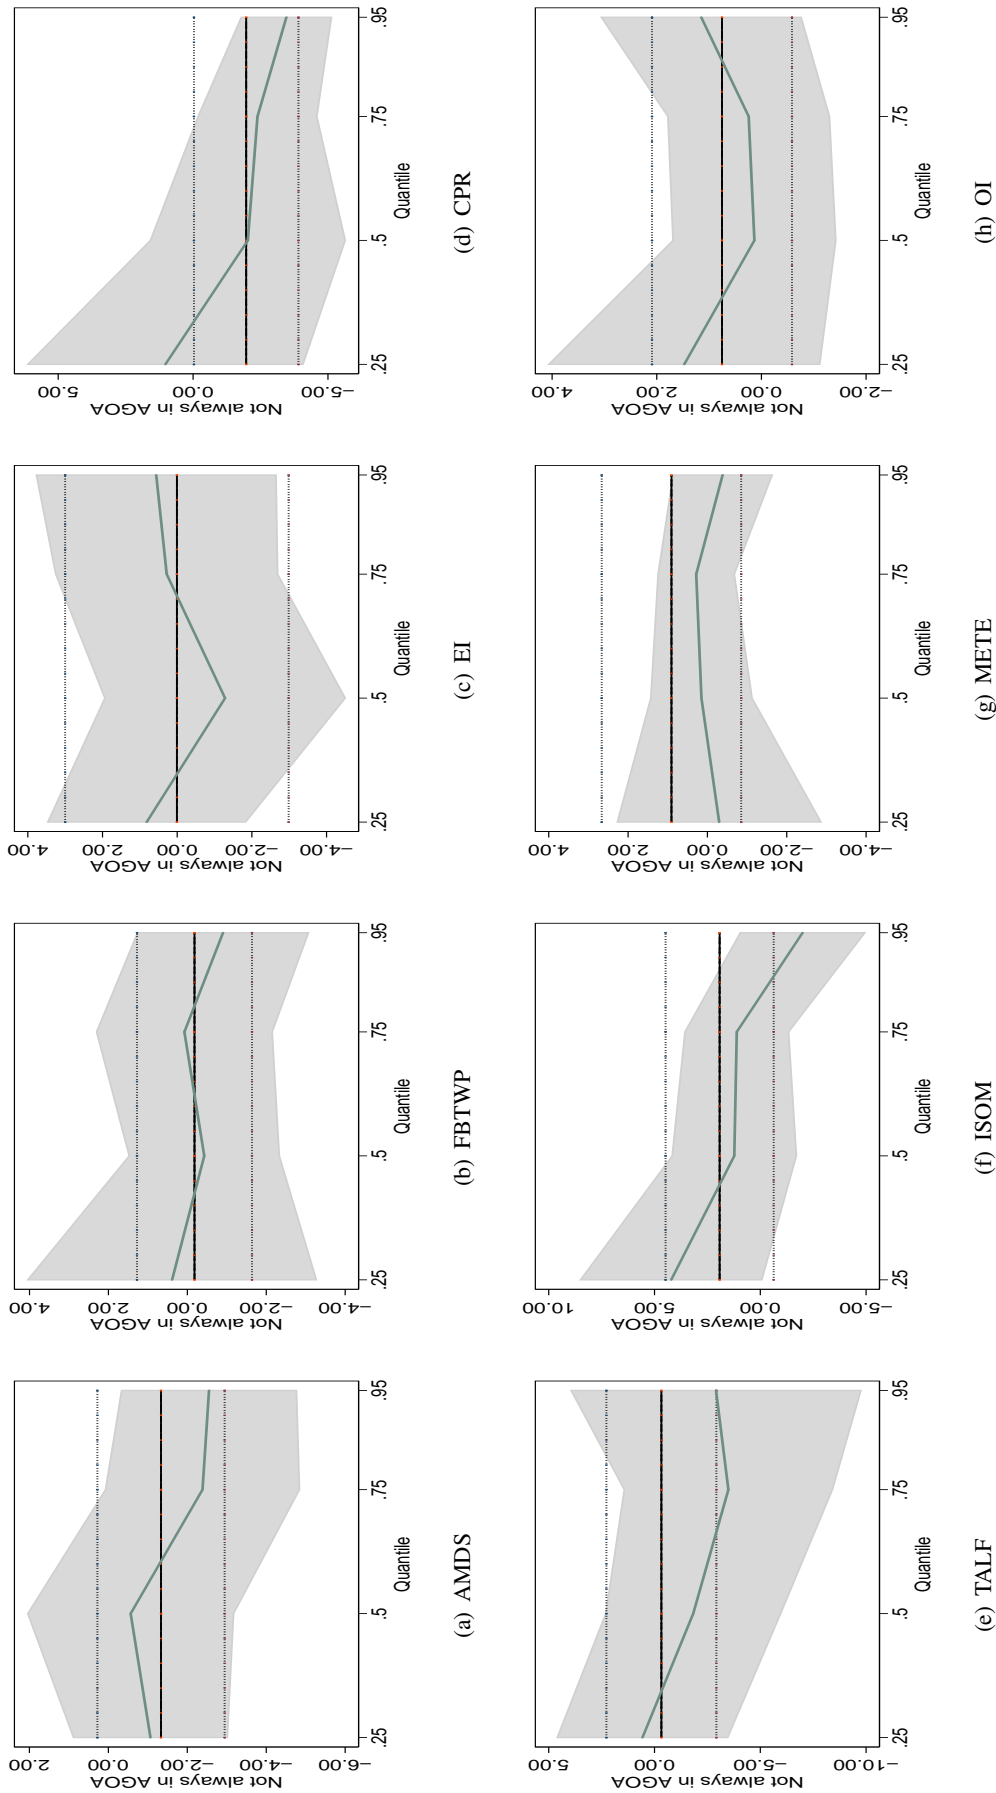 Not always in AGOA
2.00
0.00
−2.00
−4.00
−6.00
.25 .5 .75 .95
Quantile
(a) AMDS
Not always in AGOA
4.00
2.00
0.00
−2.00
−4.00
.25 .5 .75 .95
Quantile
(b) FBTWP
Not always in AGOA
4.00
2.00
0.00
−2.00
−4.00
.25 .5 .75 .95
Quantile
(c) EI
Not always in AGOA
5.00
0.00
−5.00
.25 .5 .75 .95
Quantile
(d) CPR
Not always in AGOA
5.00
0.00
−5.00
−10.00
.25 .5 .75 .95
Quantile
(e) TALF
Not always in AGOA
10.00
5.00
0.00
−5.00
.25 .5 .75 .95
Quantile
(f) ISOM
Not always in AGOA
4.00
2.00
0.00
−2.00
−4.00
.25 .5 .75 .95
Quantile
(g) METE
Not always in AGOA
4.00
2.00
0.00
−2.00
.25 .5 .75 .95
Quantile
(h) OI